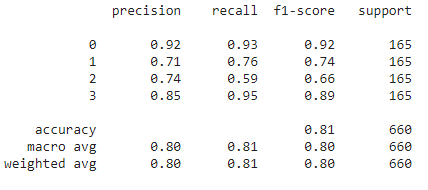 precision recall f1-score support
0 0.92 0.93 0.92 165
1 0.71 0.76 0.74 165
2 0.74 0.59 0.66 165
3 0.85 0.95 0.89 165
accuracy 0.81 660
macro avg 0.80 0.81 0.80 660
weighted avg 0.80 0.81 0.80 660